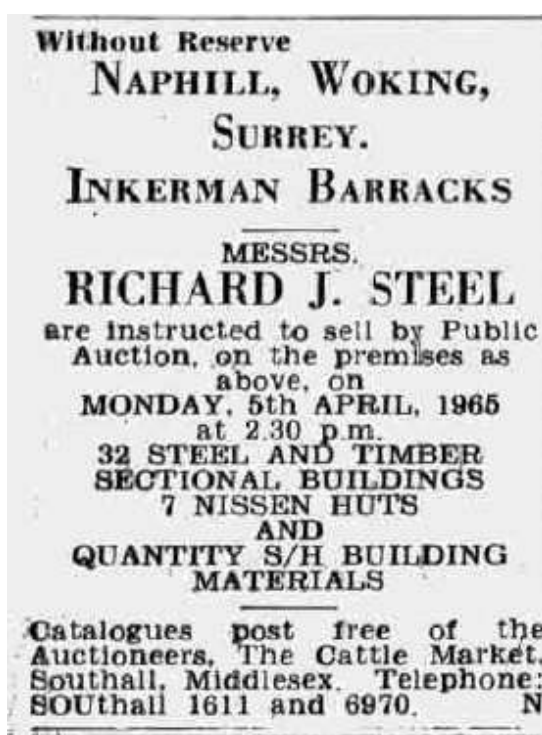 Without Reserve
NAPHILL, WOKING,
SURREY.
INKERMAN BARRACKS
MESSRS.
RICHARD J. STEEL
are instructed to sell by Public
Auction, on the premises as
above, on
MONDAY, 5th APRIL, 1965
at 2.30 p.m.
32 STEEL AND TIMBER
SECTIONAL BUILDINGS
7 NISSEN HUTS
AND
QUANTITY S/H BUILDING
MATERIALS
Catalogues post free of the
Auctioneers, The Cattle Market,
Southall, Middlesex. Telephone:
SOUthall 1611 and 6970. N